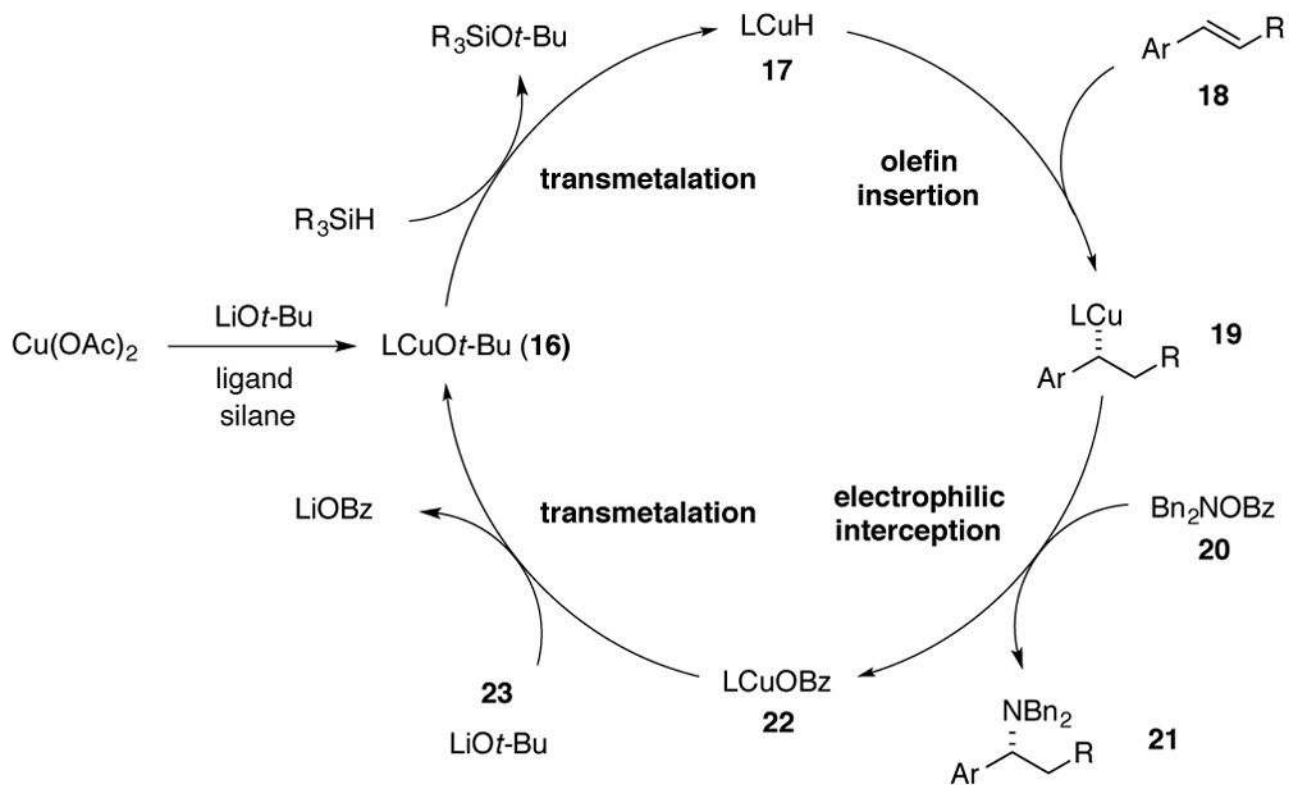 R3SiOt-Bu
LCuH
17
Ar
R
18
transmetalation
olefin
insertion
R3SiH
Cu(OAc)2
LiOt-Bu
ligand
silane
LCuOt-Bu (16)
LCu
Ar
R
19
LiOBz
transmetalation
electrophilic
interception
Bn2NOBz
20
23
LiOt-Bu
LCuOBz
22
NBn2
Ar
R
21